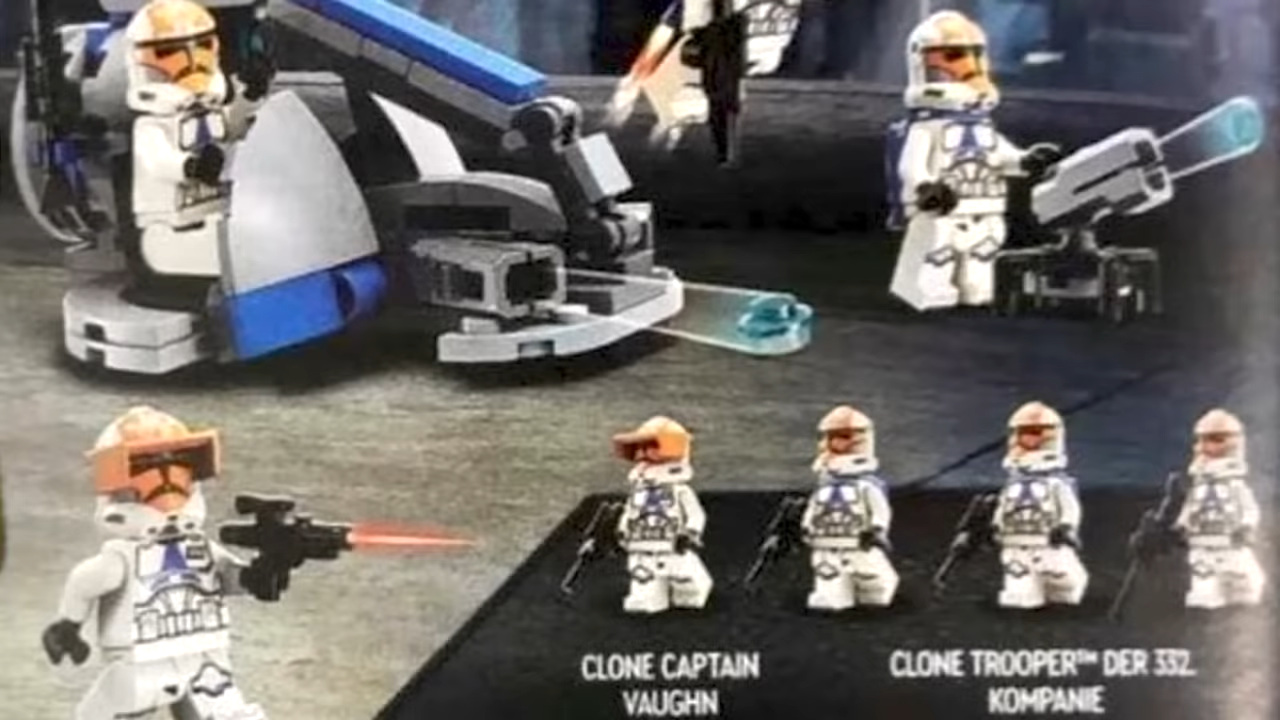 CLONE CAPTAIN
VAUGHN
CLONE TROOPER™ DER 332.
KOMPANIE